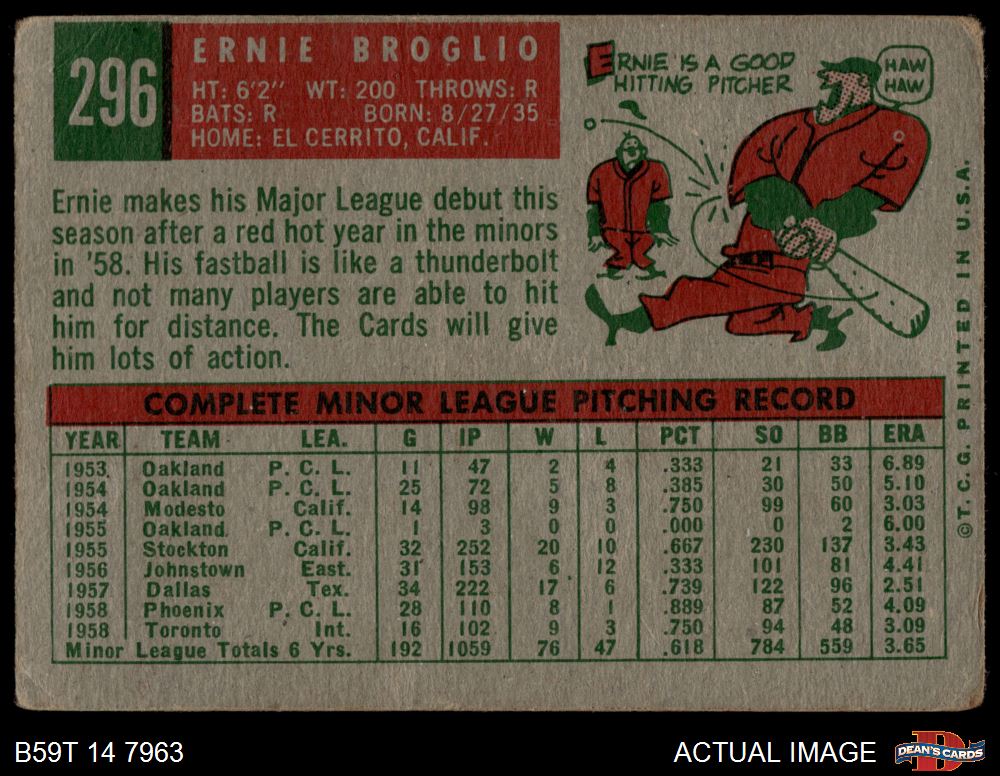 296
ERNIE BROGLIO
HT: 6'2" WT: 200 THROWS: R
BATS: R BORN: 8/27/35
HOME: EL CERRITO, CALIF.
ERNIE IS A GOOD
HITTING PITCHER
HAW
HAW
Ernie makes his Major League debut this
season after a red hot year in the minors
in '58. His fastball is like a thunderbolt
and not many players are able to hit
him for distance. The Cards will give
him lots of action.
COMPLETE MINOR LEAGUE PITCHING RECORD
YEAR TEAM LEA. G IP W L PCT SO BB ERA
1953 Oakland P. C. L. 11 47 2 4 .333 21 33 6.89
1954 Oakland P. C. L. 25 72 5 8 .385 30 50 5.10
1954 Modesto Calif. 14 98 9 3 .750 99 60 3.03
1955 Oakland P. C. L. 1 3 0 0 .000 0 2 6.00
1955 Stockton Calif. 32 252 20 10 .667 230 137 3.43
1956 Johnstown East. 31 153 6 12 .333 101 81 4.41
1957 Dallas Tex. 34 222 17 6 .739 122 96 2.51
1958 Phoenix P. C. L. 28 110 8 1 .889 87 52 4.09
1958 Toronto Int. 16 102 9 3 .750 94 48 3.09
Minor League Totals 6 Yrs. 192 1059 76 47 .618 784 559 3.65
©T. C. G. PRINTED IN U.S.A.
B59T 14 7963
ACTUAL IMAGE
D
DEAN'S CARDS